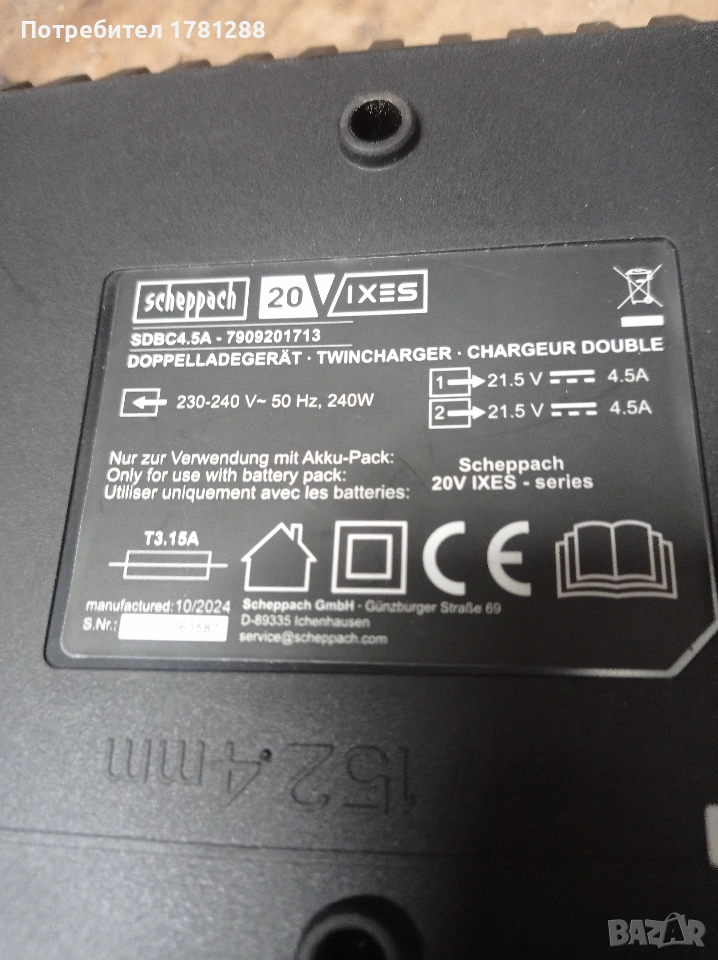 Потребител 1781288
scheppach 20V IXES
SDBC4.5A - 7909201713
DOPPELLADEGERÄT · TWINCHARGER · CHARGEUR DOUBLE
230-240 V~ 50 Hz, 240W
1 21.5 V 4.5A
2 21.5 V 4.5A
Nur zur Verwendung mit Akku-Pack:
Only for use with battery pack:
Utiliser uniquement avec les batteries:
Scheppach
20V IXES - series
T3.15A
CE
manufactured: 10/2024
S.Nr.:
Scheppach GmbH · Günzburger Straße 69
D-89335 Ichenhausen
service@scheppach.com
152.4mm
BAZAR